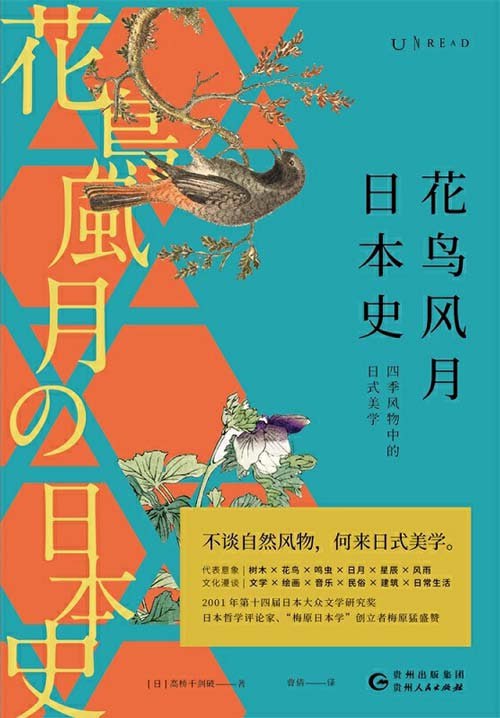 UNREAD
花鳥風月の日本史
花鸟风月
日本史
四季风物中的
日式美学
不谈自然风物，何来日式美学。
代表意象|树木×花鸟×鸣虫×日月×星辰×风雨
文化漫谈|文学×绘画×音乐×民俗×建筑×日常生活
2001年第十四届日本大众文学研究奖
日本哲学评论家、“梅原日本学”创立者梅原猛盛赞
[日]高桥千剑破——著
曹倩——译
贵州出版集团
贵州人民出版社